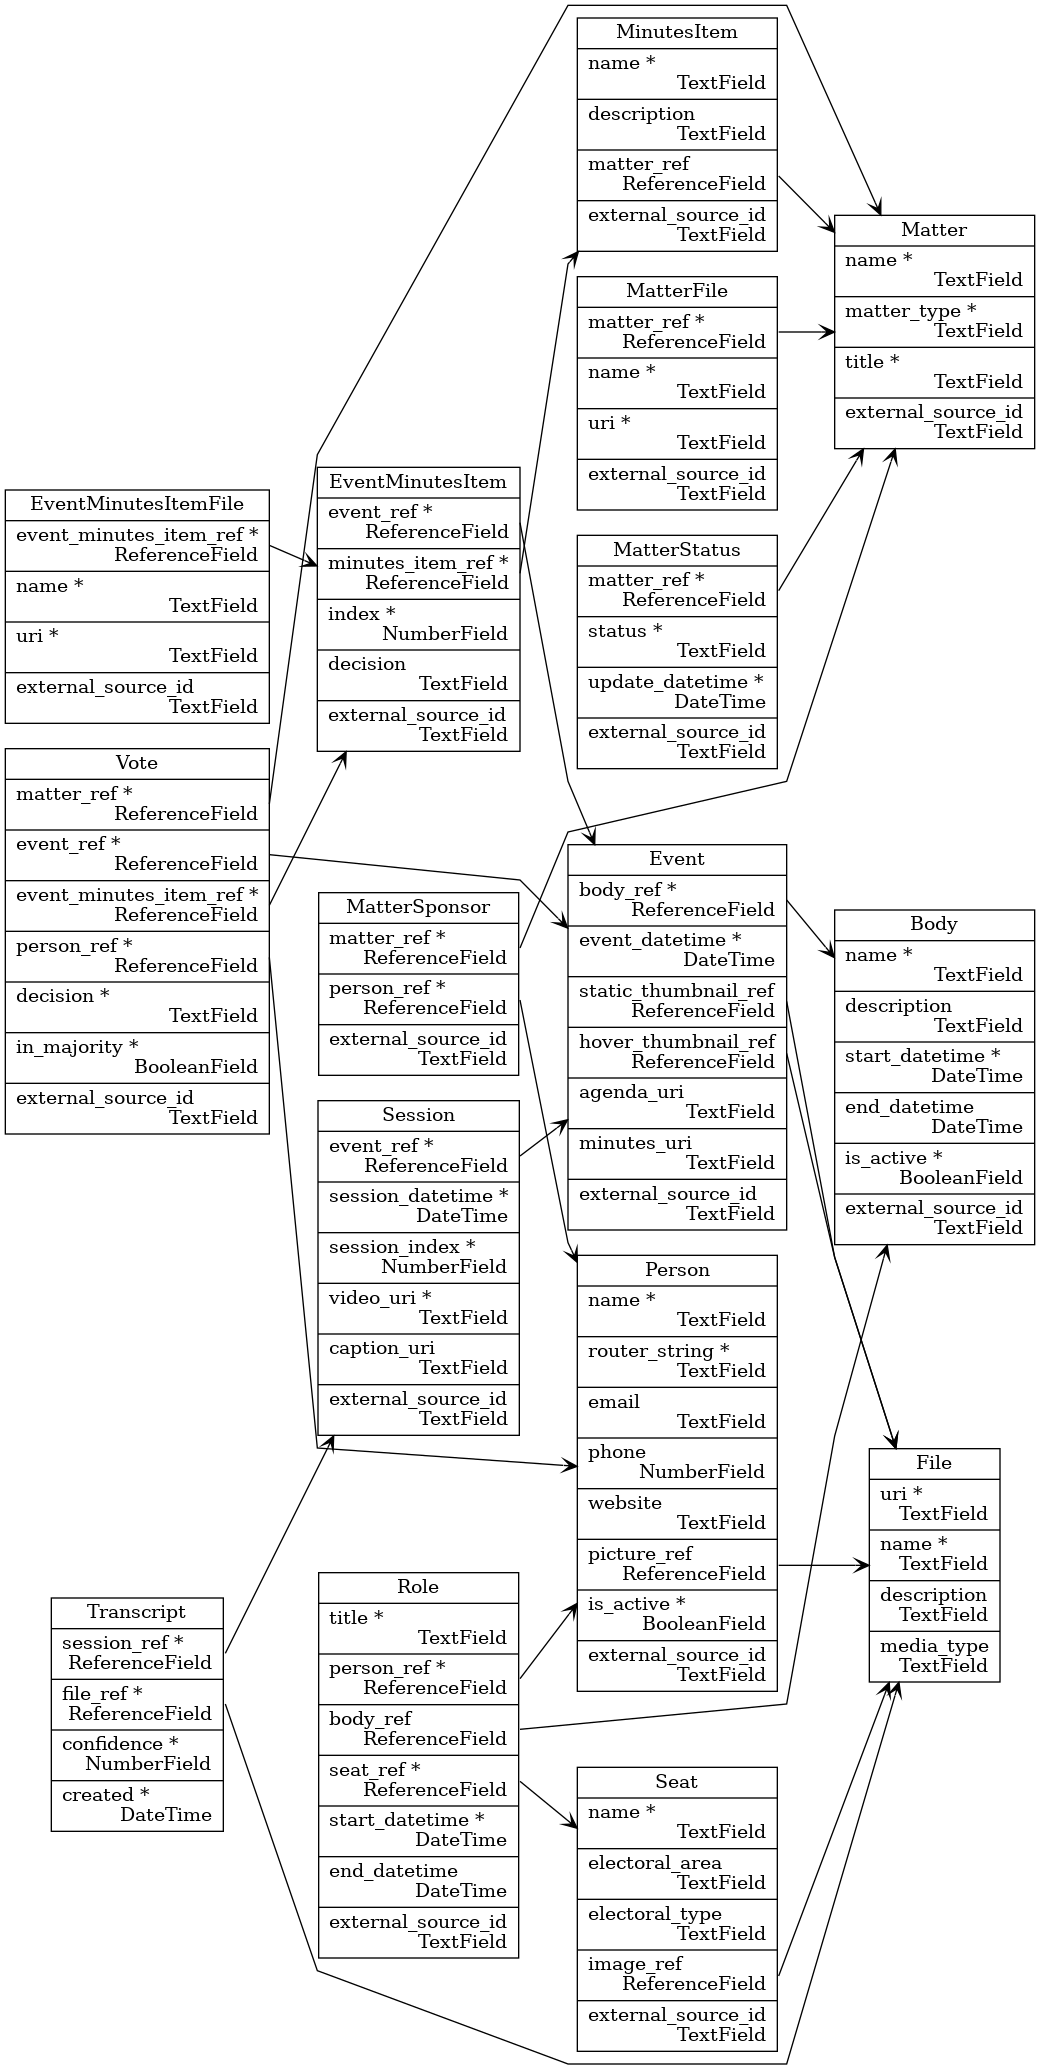 MinutesItem
name *
TextField
description
TextField
matter_ref
ReferenceField
external_source_id
TextField
Matter
name *
TextField
matter_type *
TextField
title *
TextField
external_source_id
TextField
MatterFile
matter_ref *
ReferenceField
name *
TextField
uri *
TextField
external_source_id
TextField
EventMinutesItemFile
event_minutes_item_ref *
ReferenceField
name *
TextField
uri *
TextField
external_source_id
TextField
EventMinutesItem
event_ref *
ReferenceField
minutes_item_ref *
ReferenceField
index *
NumberField
decision
TextField
external_source_id
TextField
MatterStatus
matter_ref *
ReferenceField
status *
TextField
update_datetime *
DateTime
external_source_id
TextField
Vote
matter_ref *
ReferenceField
event_ref *
ReferenceField
event_minutes_item_ref *
ReferenceField
person_ref *
ReferenceField
decision *
TextField
in_majority *
BooleanField
external_source_id
TextField
MatterSponsor
matter_ref *
ReferenceField
person_ref *
ReferenceField
external_source_id
TextField
Event
body_ref *
ReferenceField
event_datetime *
DateTime
static_thumbnail_ref
ReferenceField
hover_thumbnail_ref
ReferenceField
agenda_uri
TextField
minutes_uri
TextField
external_source_id
TextField
Body
name *
TextField
description
TextField
start_datetime *
DateTime
end_datetime
DateTime
is_active *
BooleanField
external_source_id
TextField
Session
event_ref *
ReferenceField
session_datetime *
DateTime
session_index *
NumberField
video_uri *
TextField
caption_uri
TextField
external_source_id
TextField
Person
name *
TextField
router_string *
TextField
email
TextField
phone
NumberField
website
TextField
picture_ref
ReferenceField
is_active *
BooleanField
external_source_id
TextField
File
uri *
TextField
name *
TextField
description
TextField
media_type
TextField
Transcript
session_ref *
ReferenceField
file_ref *
ReferenceField
confidence *
NumberField
created *
DateTime
Role
title *
TextField
person_ref *
ReferenceField
body_ref
ReferenceField
seat_ref *
ReferenceField
start_datetime *
DateTime
end_datetime
DateTime
external_source_id
TextField
Seat
name *
TextField
electoral_area
TextField
electoral_type
TextField
image_ref
ReferenceField
external_source_id
TextField